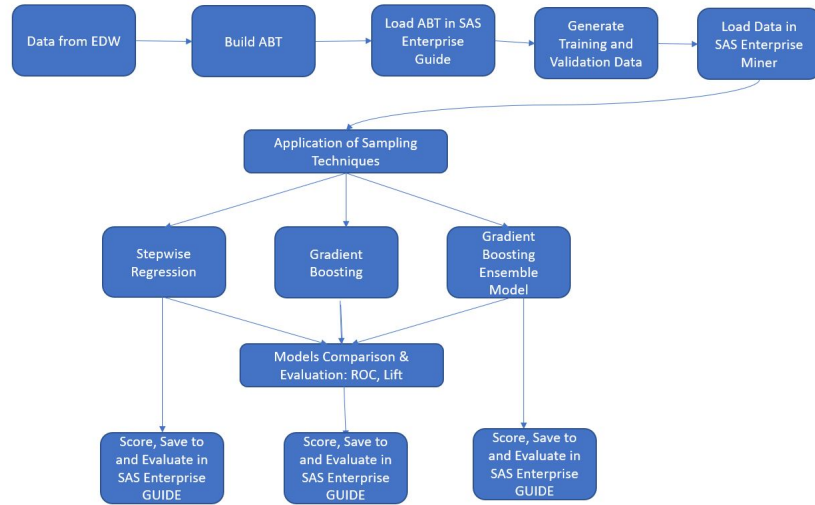 Data from EDW
Build ABT
Load ABT in SAS
Enterprise
Guide
Generate
Training and
Validation Data
Load Data in
SAS Enterprise
Miner
Application of Sampling
Techniques
Stepwise
Regression
Gradient
Boosting
Gradient
Boosting
Ensemble
Model
Models Comparison &
Evaluation: ROC, Lift
Score, Save to
and Evaluate in
SAS Enterprise
GUIDE
Score, Save to
and Evaluate in
SAS Enterprise
GUIDE
Score, Save to
and Evaluate in
SAS Enterprise
GUIDE